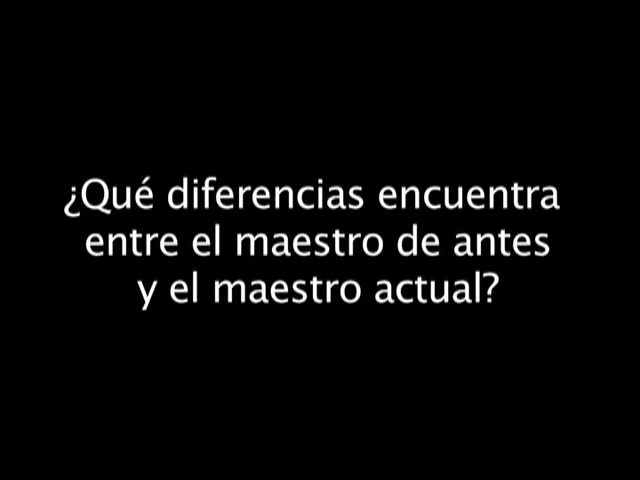 ¿Qué diferencias encuentra
entre el maestro de antes
y el maestro actual?